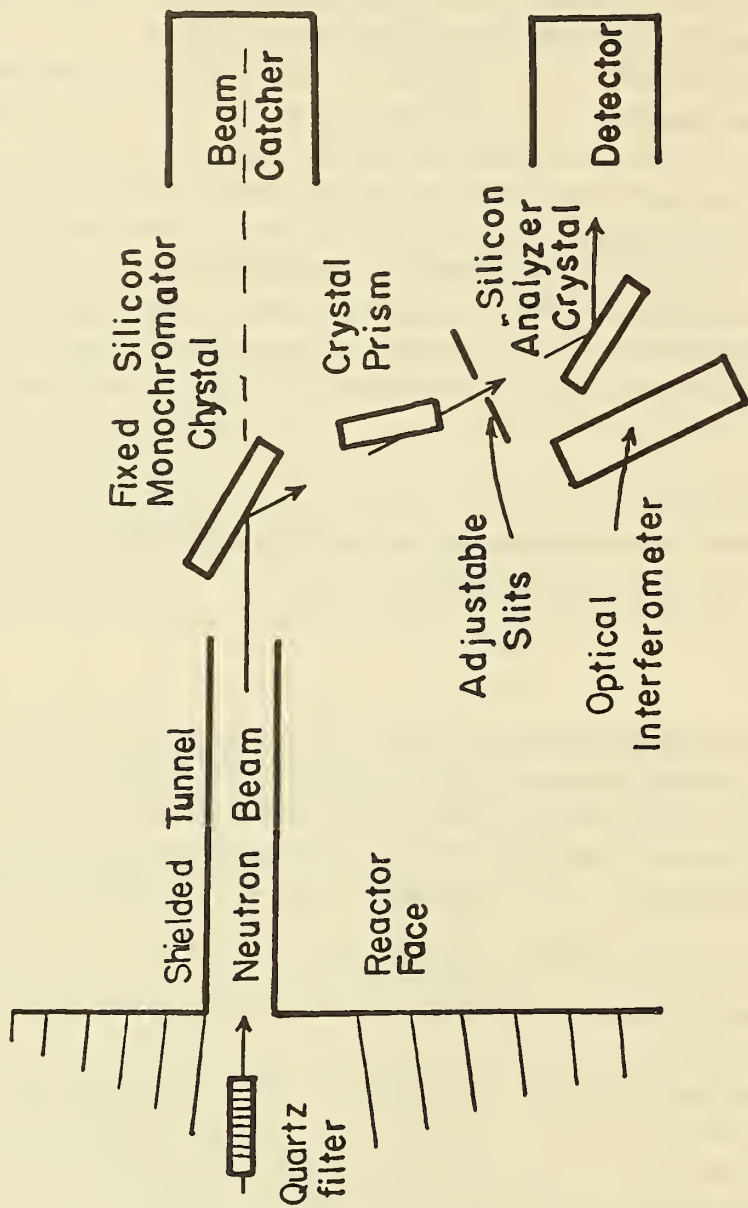 Quartz
filter
Shielded Tunnel
Neutron Beam
Reactor
Face
Fixed Silicon
Monochromator
Chrystal
Beam
Catcher
Crystal
Prism
Adjustable
Slits
Silicon
Analyzer
Crystal
Optical
Interferometer
Detector